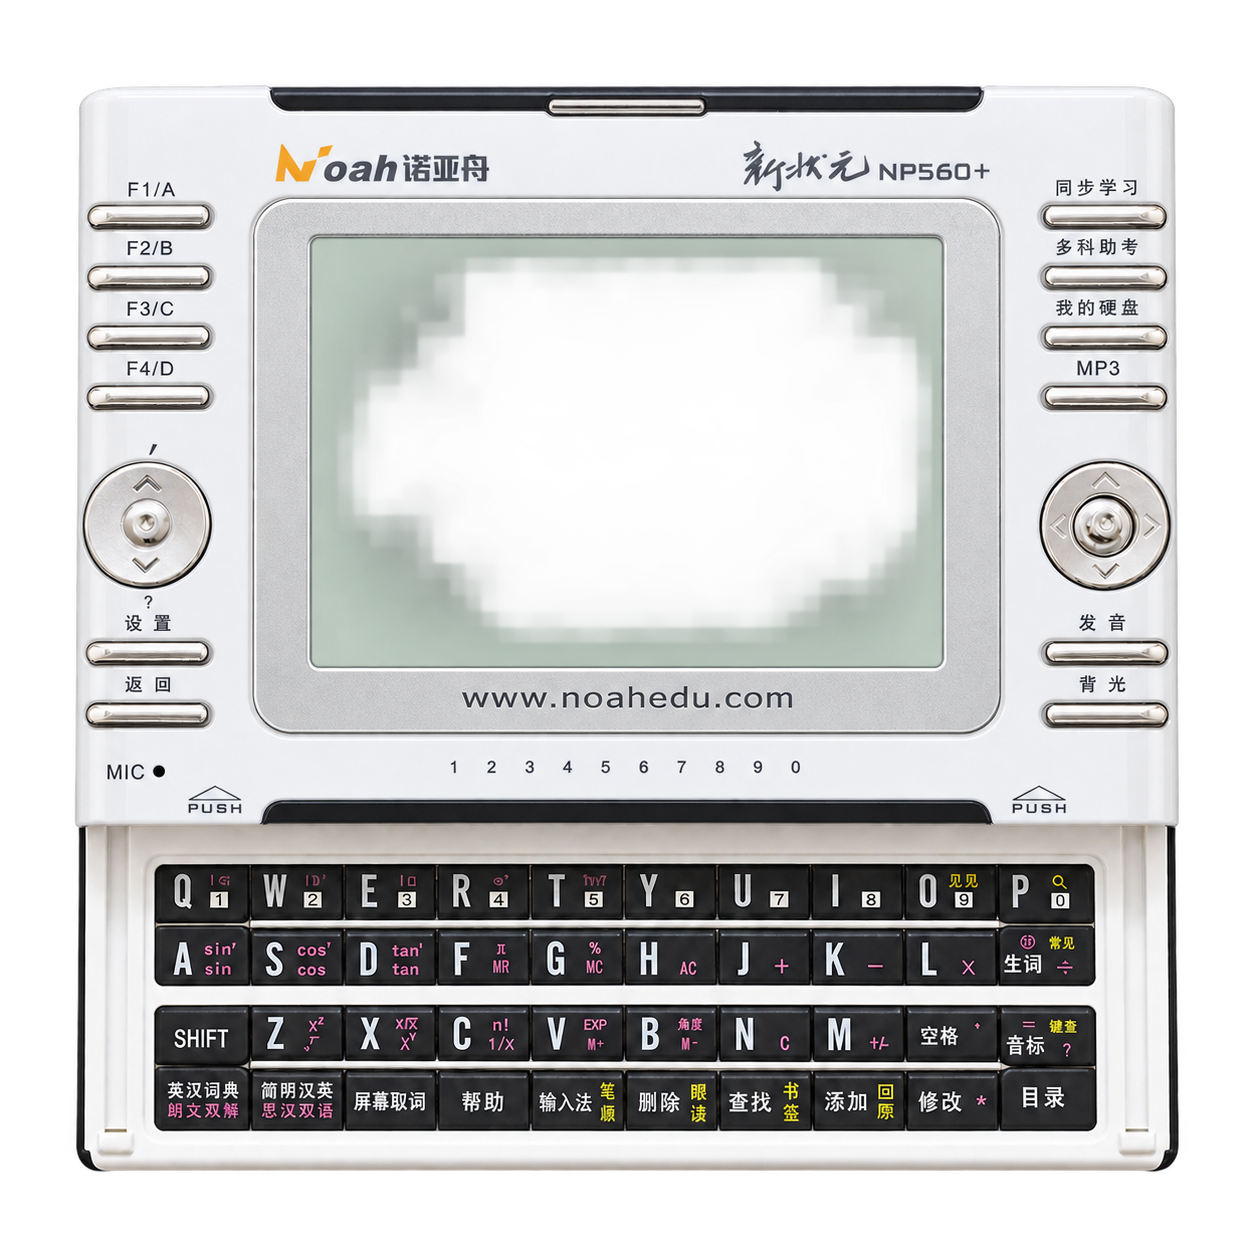 Noah诺亚舟
新状元 NP560+
F1/A
F2/B
F3/C
F4/D
同步学习
多科助考
我的硬盘
MP3
,
?
设置
返回
发音
背光
www.noahedu.com
MIC
1 2 3 4 5 6 7 8 9 0
PUSH
PUSH
Q 1 W 2 E 3 R 4 T 5 Y 6 U 7 I 8 O 见见 9 P 0
A sin' sin S cos' cos D tan' tan F π MR G % MC H AC J + K − L × 常见 生词 ÷
SHIFT Z X C n! 1/x V EXP M+ B 角度 M- N C M +/- 空格 = 键查 音标 ?
英汉词典 简明汉英 屏幕取词 帮助 输入法 笔顺 删除 眼读 查找 书签 添加 回原 修改 * 目录
朗文双解 思汉双语